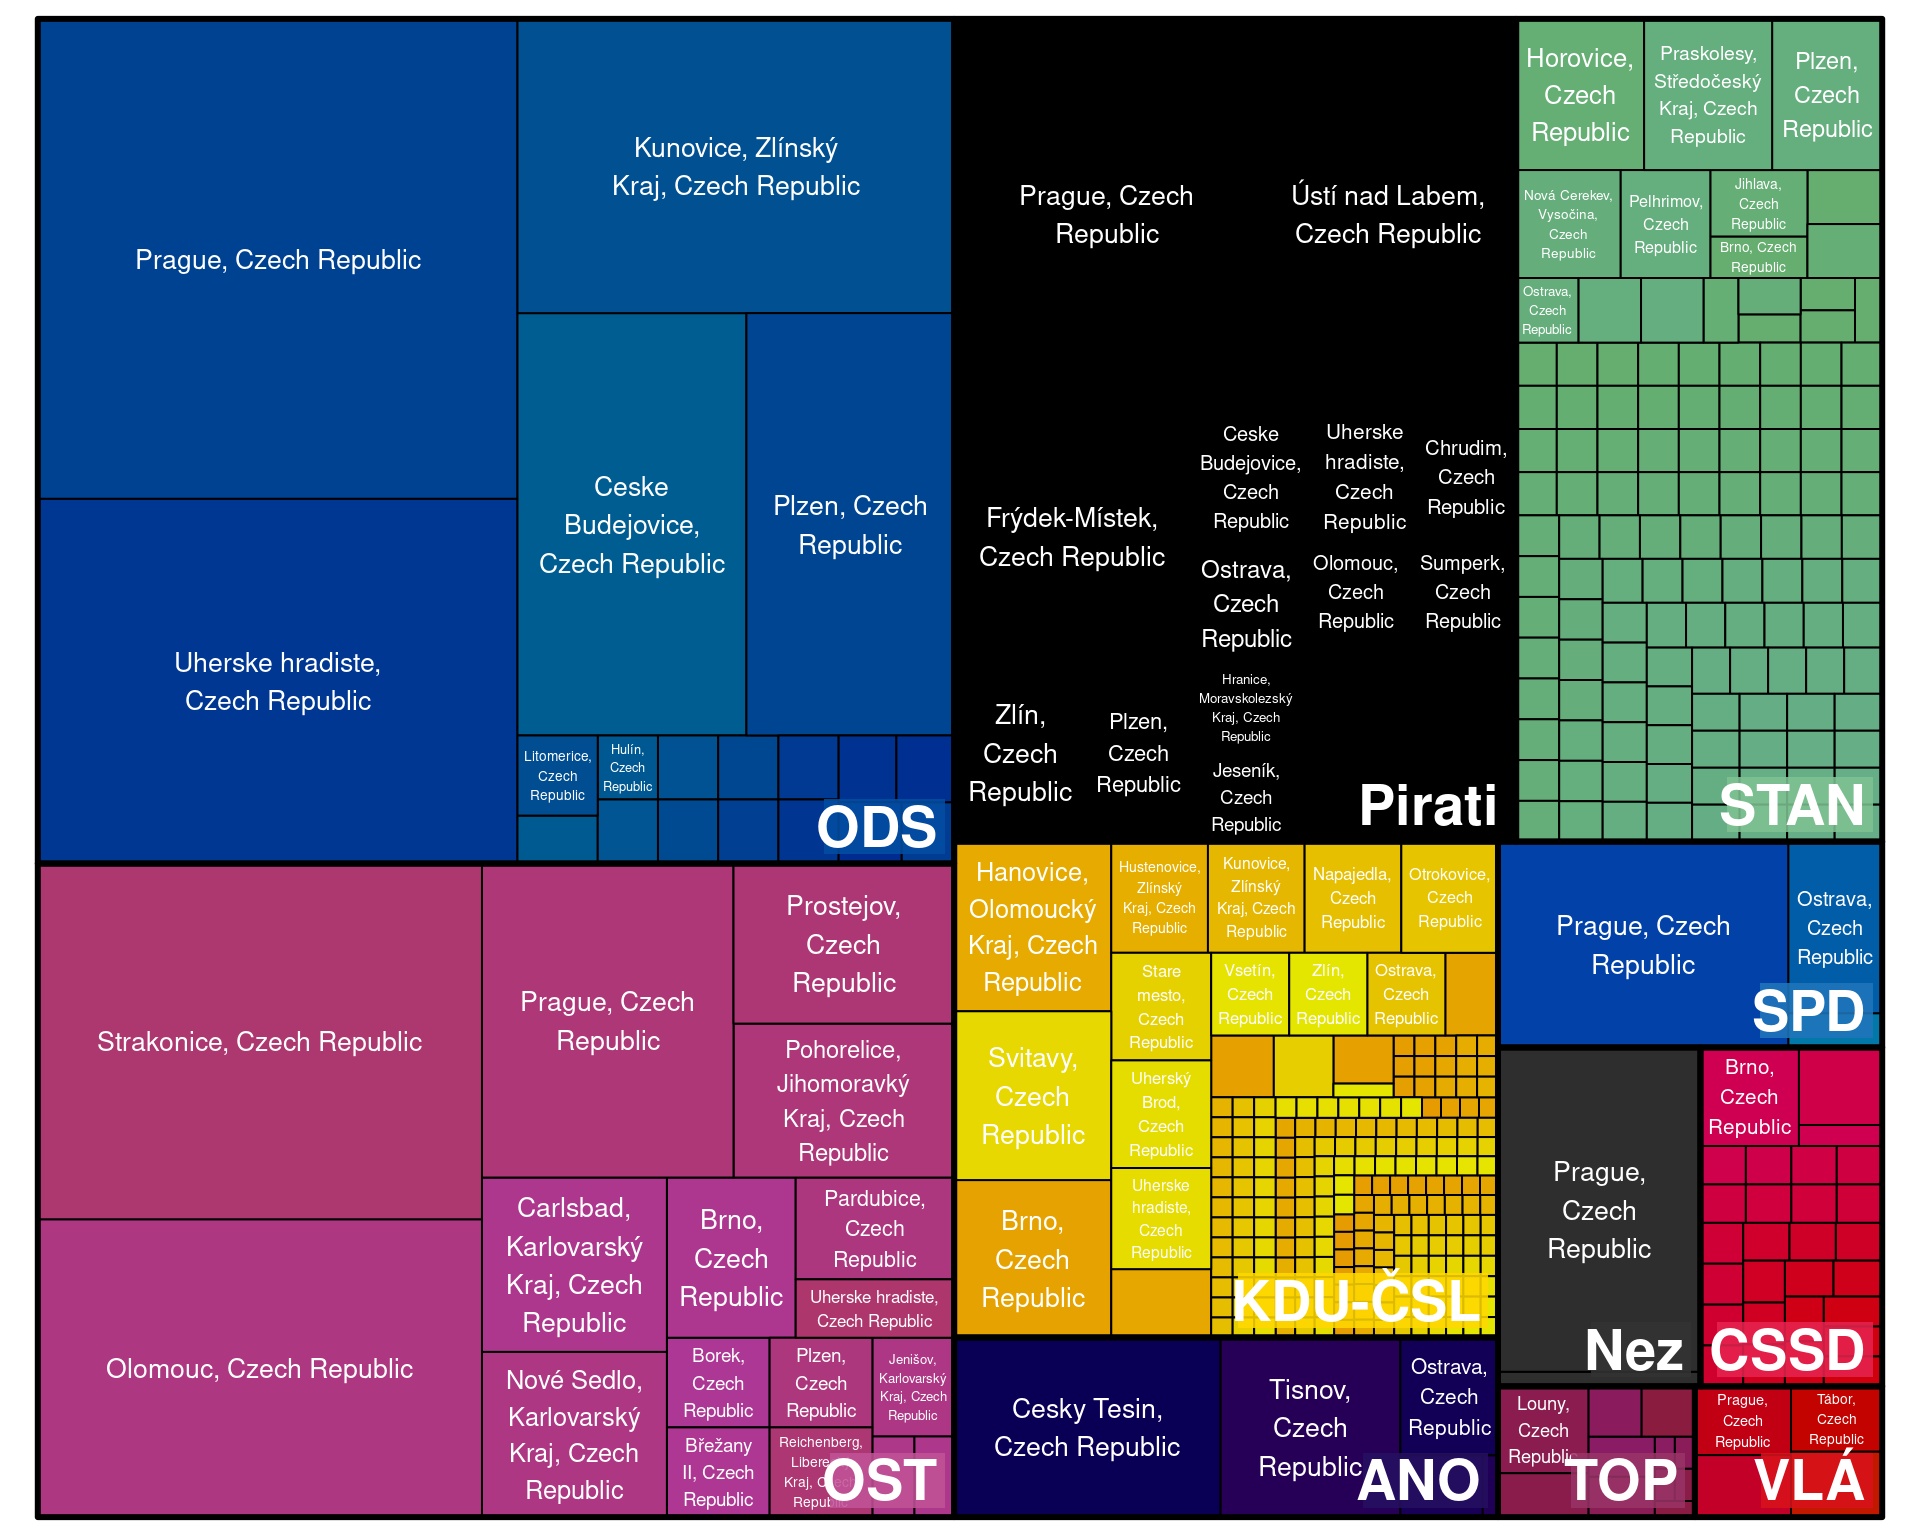 Prague, Czech Republic
Kunovice, Zlínský
Kraj, Czech Republic
Uherske hradiste,
Czech Republic
Ceske
Budejovice,
Czech Republic
Plzen, Czech
Republic
Litomerice,
Czech
Republic
Hulín,
Czech
Republic
ODS
Prague, Czech
Republic
Ústí nad Labem,
Czech Republic
Frýdek-Místek,
Czech Republic
Ceske
Budejovice,
Czech
Republic
Uherske
hradiste,
Czech
Republic
Chrudim,
Czech
Republic
Ostrava,
Czech
Republic
Olomouc,
Czech
Republic
Sumperk,
Czech
Republic
Zlín,
Czech
Republic
Plzen,
Czech
Republic
Hranice,
Moravskolezský
Kraj, Czech
Republic
Jeseník,
Czech
Republic
Pirati
Horovice,
Czech
Republic
Praskolesy,
Středočeský
Kraj, Czech
Republic
Plzen,
Czech
Republic
Nová Cerekev,
Vysočina,
Czech
Republic
Pelhrimov,
Czech
Republic
Jihlava,
Czech
Republic
Brno, Czech
Republic
Ostrava,
Czech
Republic
STAN
Strakonice, Czech Republic
Olomouc, Czech Republic
Prague, Czech
Republic
Prostejov,
Czech
Republic
Pohorelice,
Jihomoravký
Kraj, Czech
Republic
Carlsbad,
Karlovarský
Kraj, Czech
Republic
Brno,
Czech
Republic
Pardubice,
Czech
Republic
Uherske hradiste,
Czech Republic
Nové Sedlo,
Karlovarský
Kraj, Czech
Republic
Borek,
Czech
Republic
Plzen,
Czech
Republic
Jenišov,
Karlovarský
Kraj, Czech
Republic
Břežany
II, Czech
Republic
Reichenberg,
Kraj, Czech
Republic
OST
Hanovice,
Olomoucký
Kraj, Czech
Republic
Hustenovice,
Zlínský
Kraj, Czech
Republic
Kunovice,
Zlínský
Kraj, Czech
Republic
Napajedla,
Czech
Republic
Otrokovice,
Czech
Republic
Svitavy,
Czech
Republic
Stare
mesto,
Czech
Republic
Vsetín,
Czech
Republic
Zlín,
Czech
Republic
Ostrava,
Czech
Republic
Uherský
Brod,
Czech
Republic
Brno,
Czech
Republic
Uherske
hradiste,
Czech
Republic
KDU-ČSL
Cesky Tesin,
Czech Republic
Tisnov,
Czech
Republic
Ostrava,
Czech
Republic
ANO
Prague, Czech
Republic
Ostrava,
Czech
Republic
SPD
Prague,
Czech
Republic
Nez
Brno,
Czech
Republic
CSSD
Louny,
Czech
Republic
TOP
Prague,
Czech
Republic
Tábor,
Czech
Republic
VLÁ